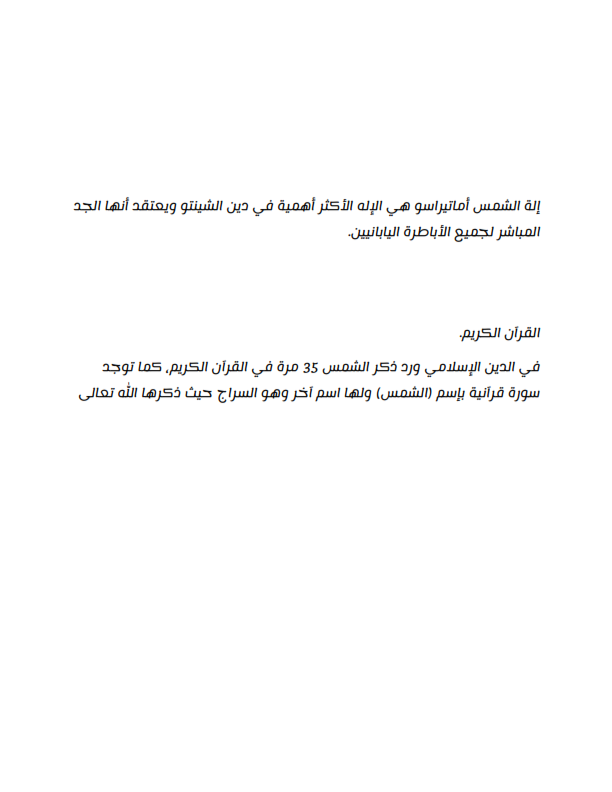 إلة الشمس أماتيراسو هي الإله الأكثر أهمية في دين الشينتو ويعتقد أنها الجد
المباشر لجميع الأباطرة اليابانيين.
القرآن الكريم.
في الدين الإسلامي ورد ذكر الشمس 35 مرة في القرآن الكريم، كما توجد
سورة قرآنية بإسم (الشمس) ولها اسم آخر وهو السراج حيث ذكرها الله تعالى